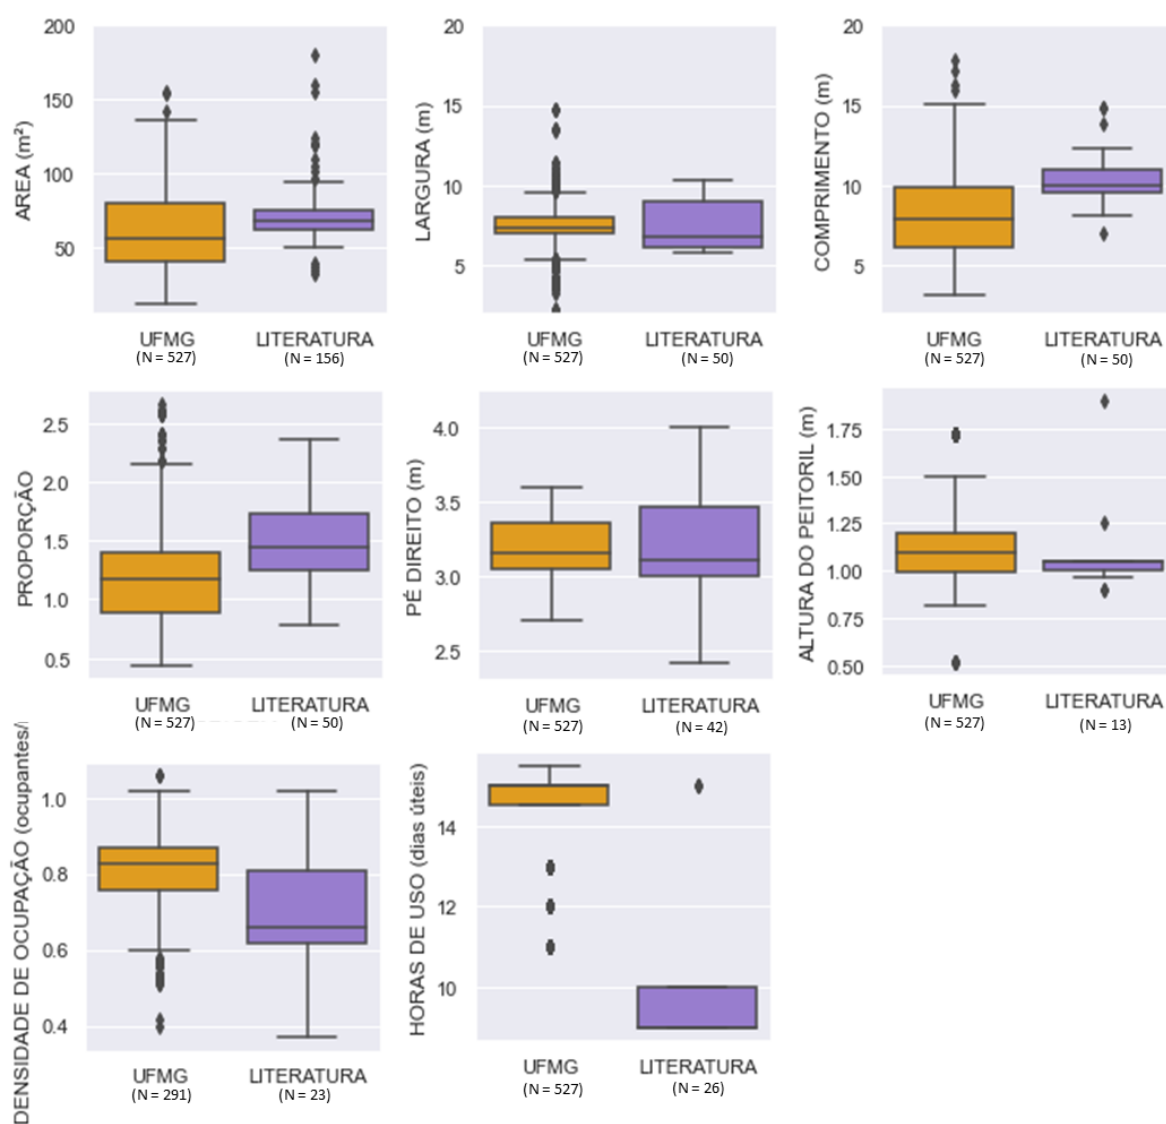 AREA (m²)
200
150
100
50
UFMG
(N = 527)
LITERATURA
(N = 156)
LARGURA (m)
20
15
10
5
UFMG
(N = 527)
LITERATURA
(N = 50)
COMPRIMENTO (m)
20
15
10
5
UFMG
(N = 527)
LITERATURA
(N = 50)
PROPORÇÃO
2.5
2.0
1.5
1.0
0.5
UFMG
(N = 527)
LITERATURA
(N = 50)
PÉ DIREITO (m)
4.0
3.5
3.0
2.5
UFMG
(N = 527)
LITERATURA
(N = 42)
ALTURA DO PEITORIL (m)
1.75
1.50
1.25
1.00
0.75
0.50
UFMG
(N = 527)
LITERATURA
(N = 13)
DENSIDADE DE OCUPAÇÃO (ocupantes/
1.0
0.8
0.6
0.4
UFMG
(N = 291)
LITERATURA
(N = 23)
HORAS DE USO (dias úteis)
14
12
10
UFMG
(N = 527)
LITERATURA
(N = 26)